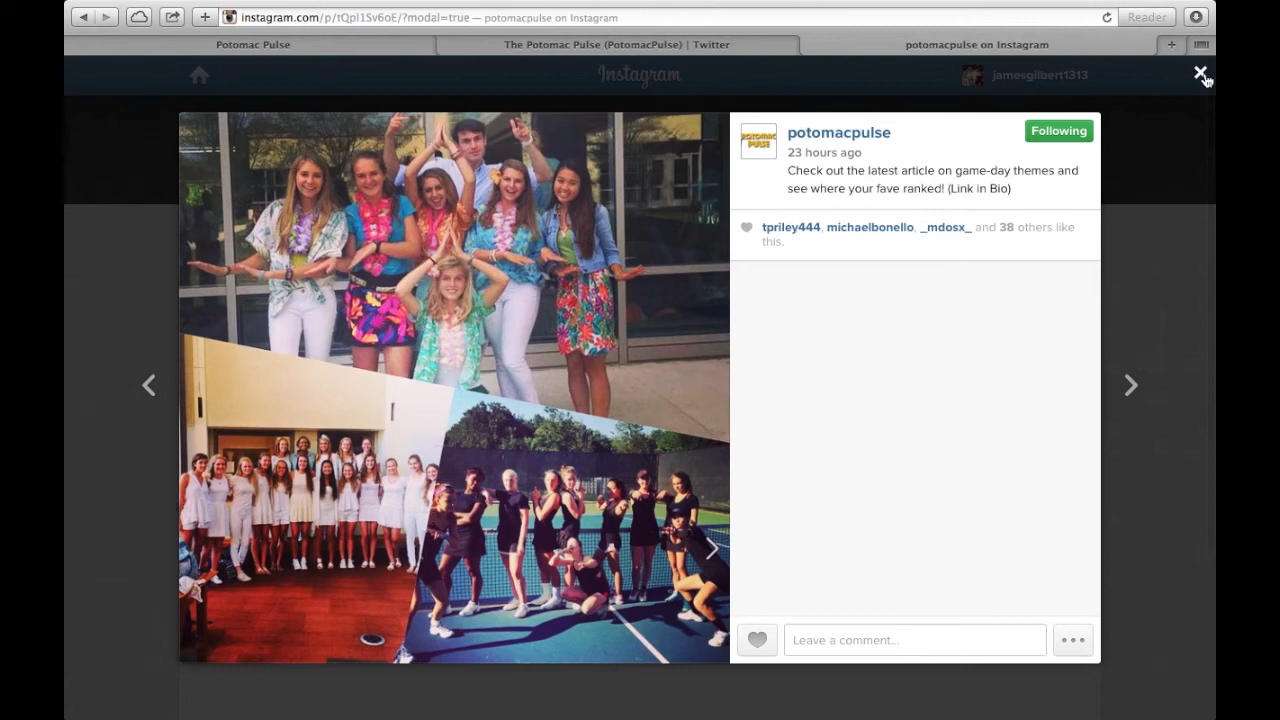 instagram.com/p/tQpl1Sv6oE/?modal=true — potomacpulse on Instagram
Reader
Potomac Pulse
The Potomac Pulse (PotomacPulse) | Twitter
potomacpulse on Instagram
Instagram
jamesgilbert1313
POTOMAC
PULSE
potomacpulse
Following
23 hours ago
Check out the latest article on game-day themes and
see where your fave ranked! (Link in Bio)
tpriley444, michaelbonello, _mdosx_ and 38 others like
this.
Leave a comment...